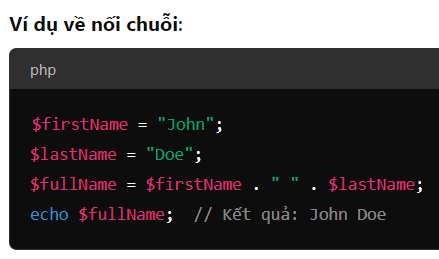 Ví dụ về nối chuỗi:
php
$firstName = "John";
$lastName = "Doe";
$fullName = $firstName . " " . $lastName;
echo $fullName;  // Kết quả: John Doe